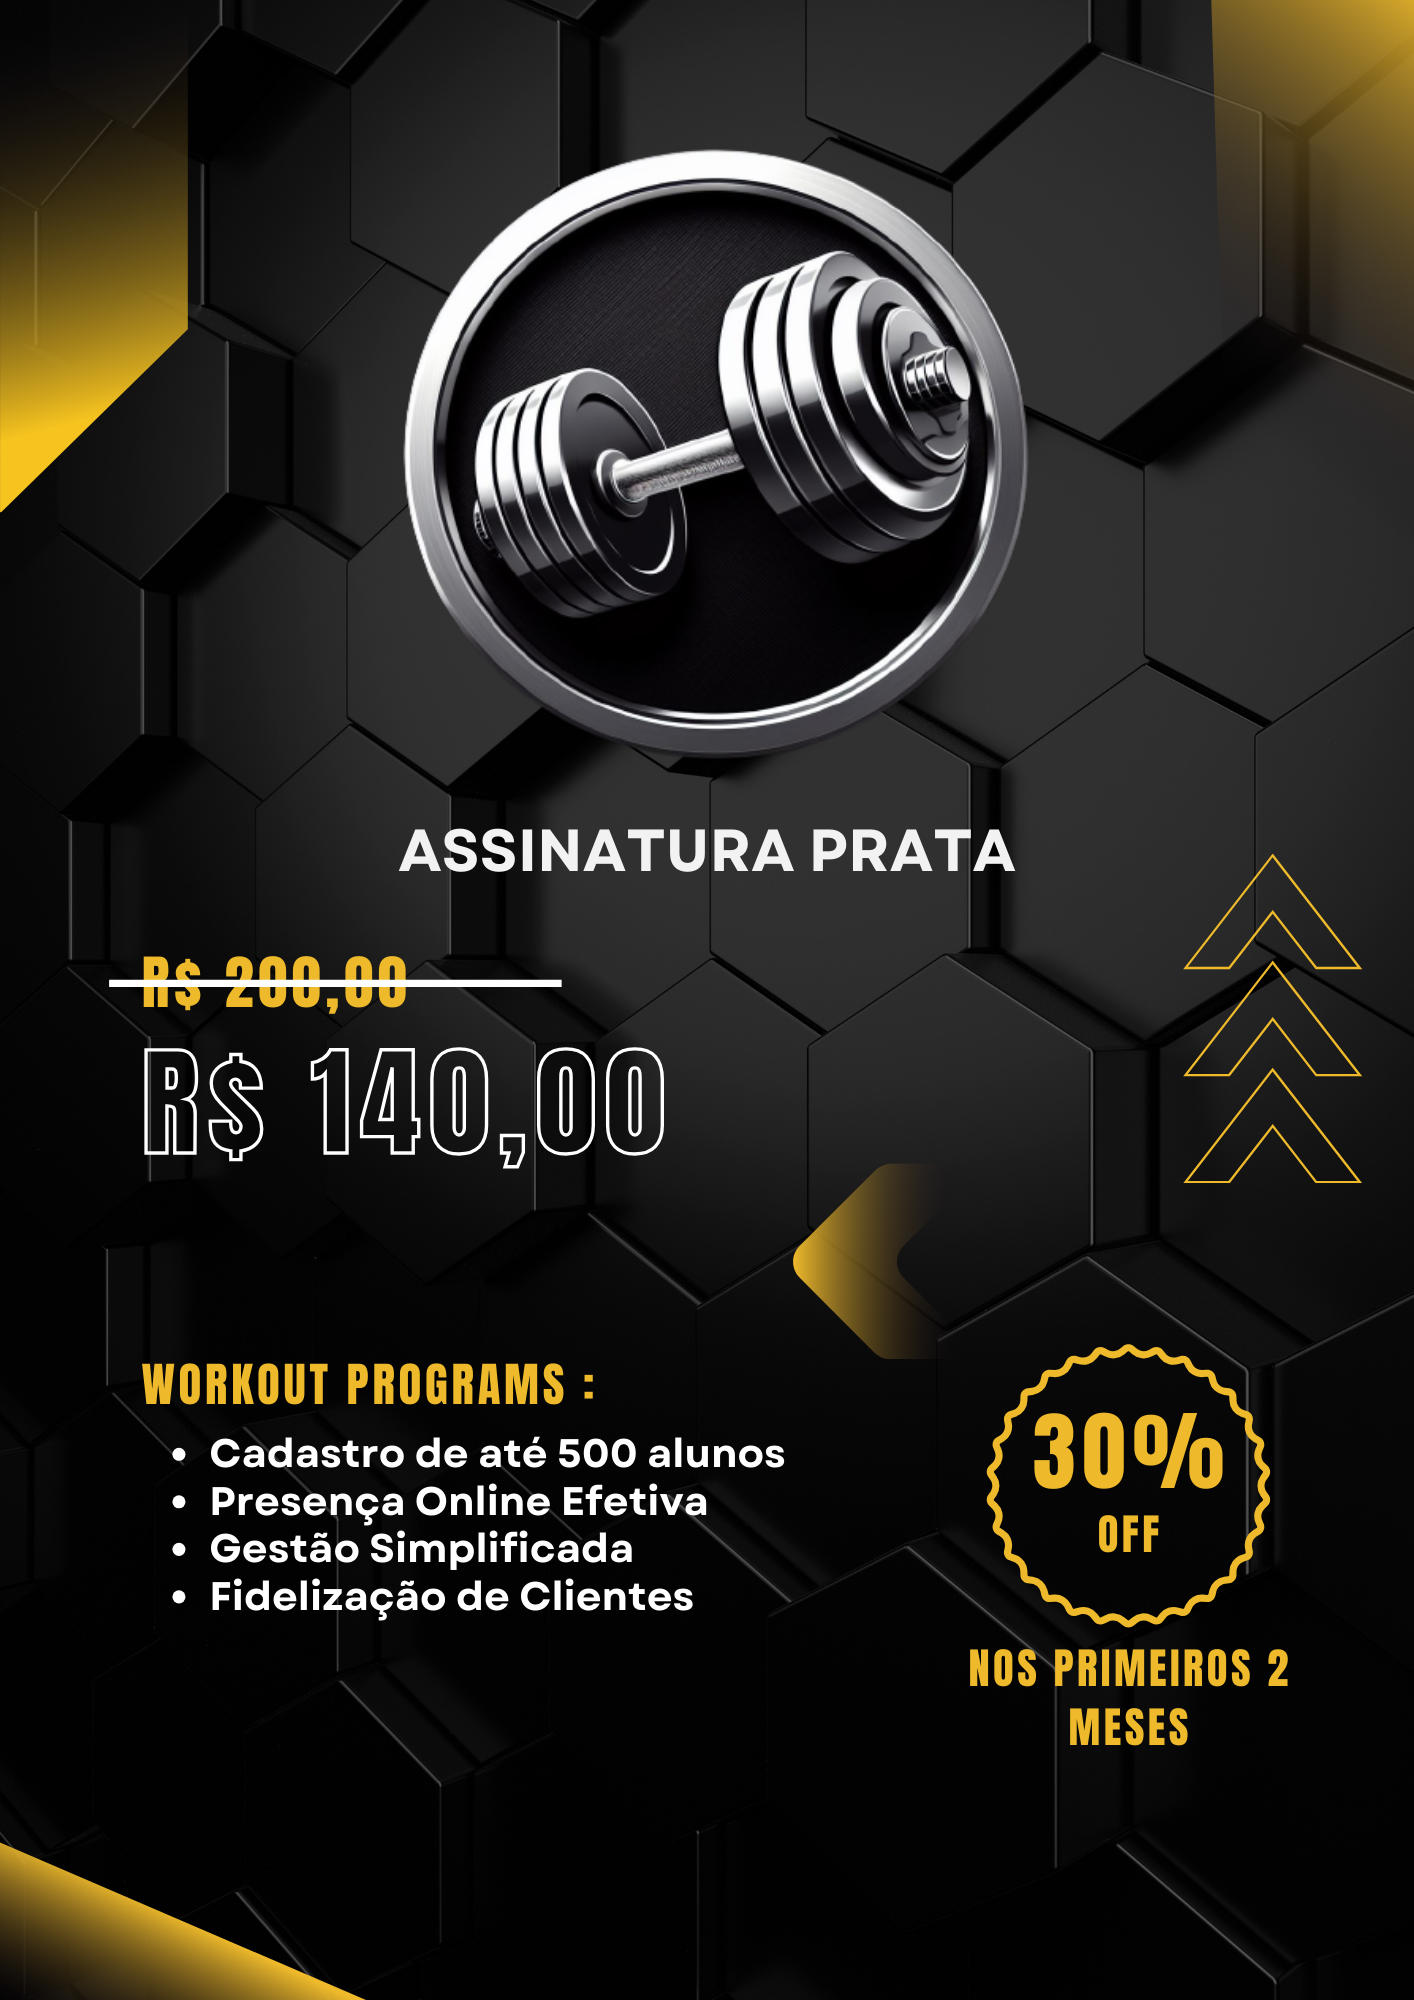 ASSINATURA PRATA
R$ 200,00
R$ 140,00
WORKOUT PROGRAMS :
• Cadastro de até 500 alunos
• Presença Online Efetiva
• Gestão Simplificada
• Fidelização de Clientes
30%
OFF
NOS PRIMEIROS 2
MESES